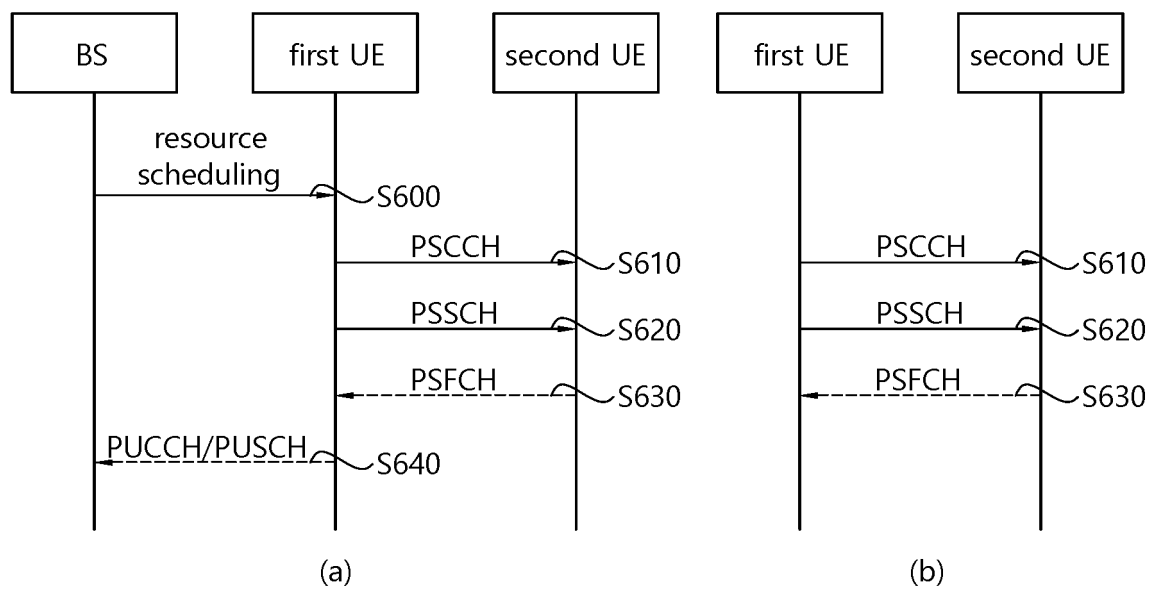 BS
first UE
second UE
first UE
second UE
resource
scheduling
S600
PSCCH
S610
PSCCH
S610
PSSCH
S620
PSSCH
S620
PSFCH
S630
PSFCH
S630
PUCCH/PUSCH
S640
(a)
(b)